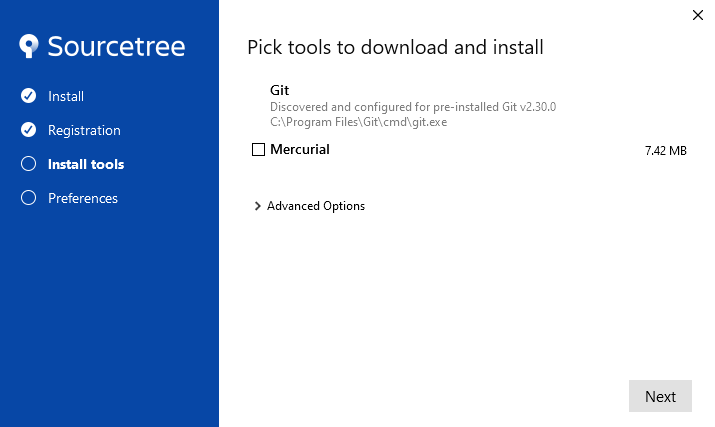 Sourcetree
Install
Registration
Install tools
Preferences
Pick tools to download and install
Git
Discovered and configured for pre-installed Git v2.30.0
C:\Program Files\Git\cmd\git.exe
Mercurial 7.42 MB
Advanced Options
Next